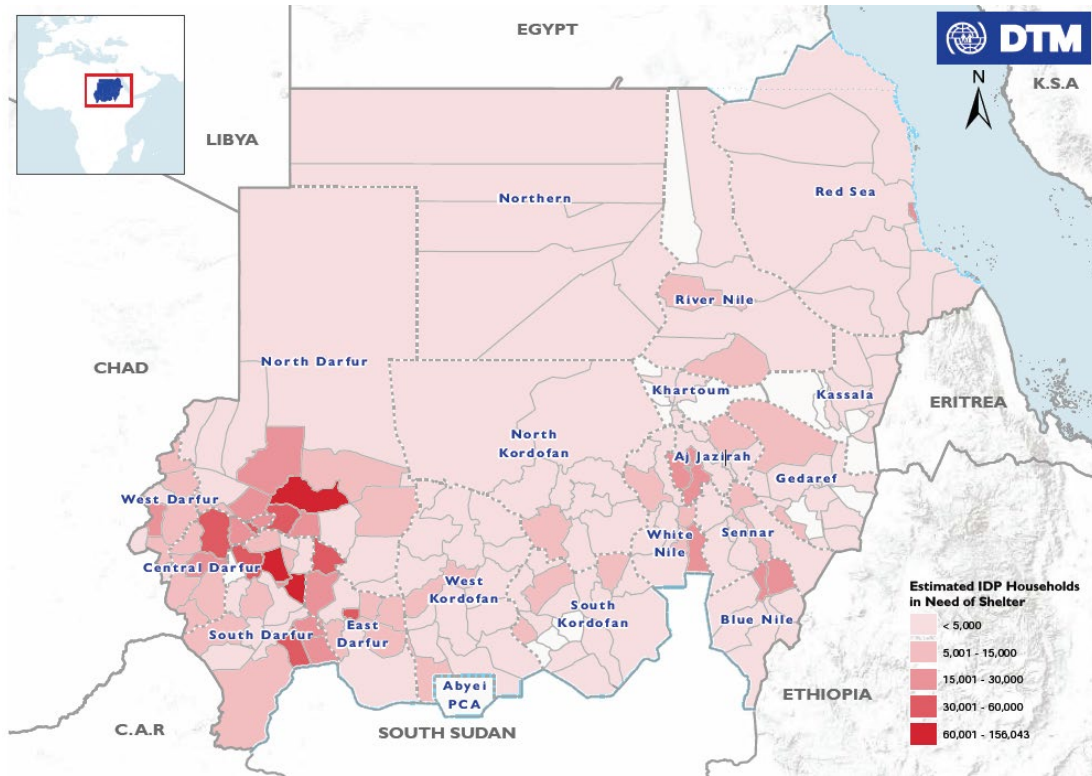 EGYPT
DTM
N
K.S.A
LIBYA
Northern
Red Sea
River Nile
CHAD
North Darfur
Khartoum
Kassala
ERITREA
North
Kordofan
Aj Jazirah
Gedaref
West Darfur
White
Nile
Sennar
Central Darfur
West
Kordofan
South
Kordofan
Blue Nile
South Darfur
East
Darfur
Abyei
PCA
C.A.R
SOUTH SUDAN
ETHIOPIA
Estimated IDP Households
in Need of Shelter
< 5,000
5,001 - 15,000
15,001 - 30,000
30,001 - 60,000
60,001 - 156,043